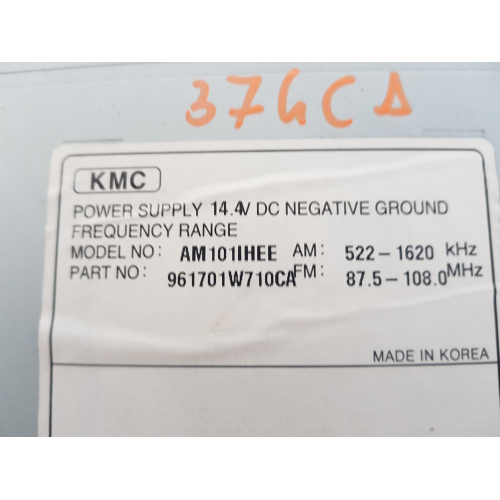 374CA
KMC
POWER SUPPLY 14.4V DC NEGATIVE GROUND
FREQUENCY RANGE
MODEL NO: AM101IHEE AM: 522-1620 kHz
PART NO: 961701W710CA FM: 87.5-108.0 MHz
MADE IN KOREA